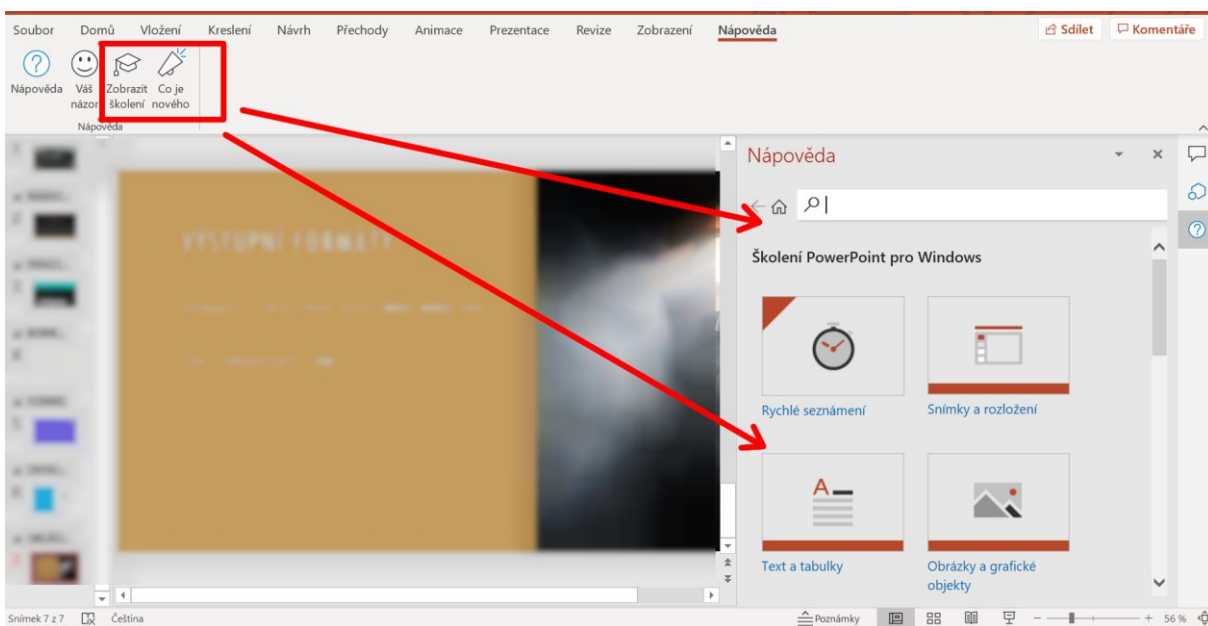 Soubor Domů Vložení Kreslení Návrh Přechody Animace Prezentace Revize Zobrazení Nápověda Sdílet Komentáře
Nápověda Váš názor Zobrazit školení Co je nového
Nápověda
VÝSTUPNÍ FORMÁTY
Nápověda
Školení PowerPoint pro Windows
Rychlé seznámení Snímky a rozložení
A
Text a tabulky Obrázky a grafické
objekty
Snímek 7 z 7 Čeština Poznámky 56 %